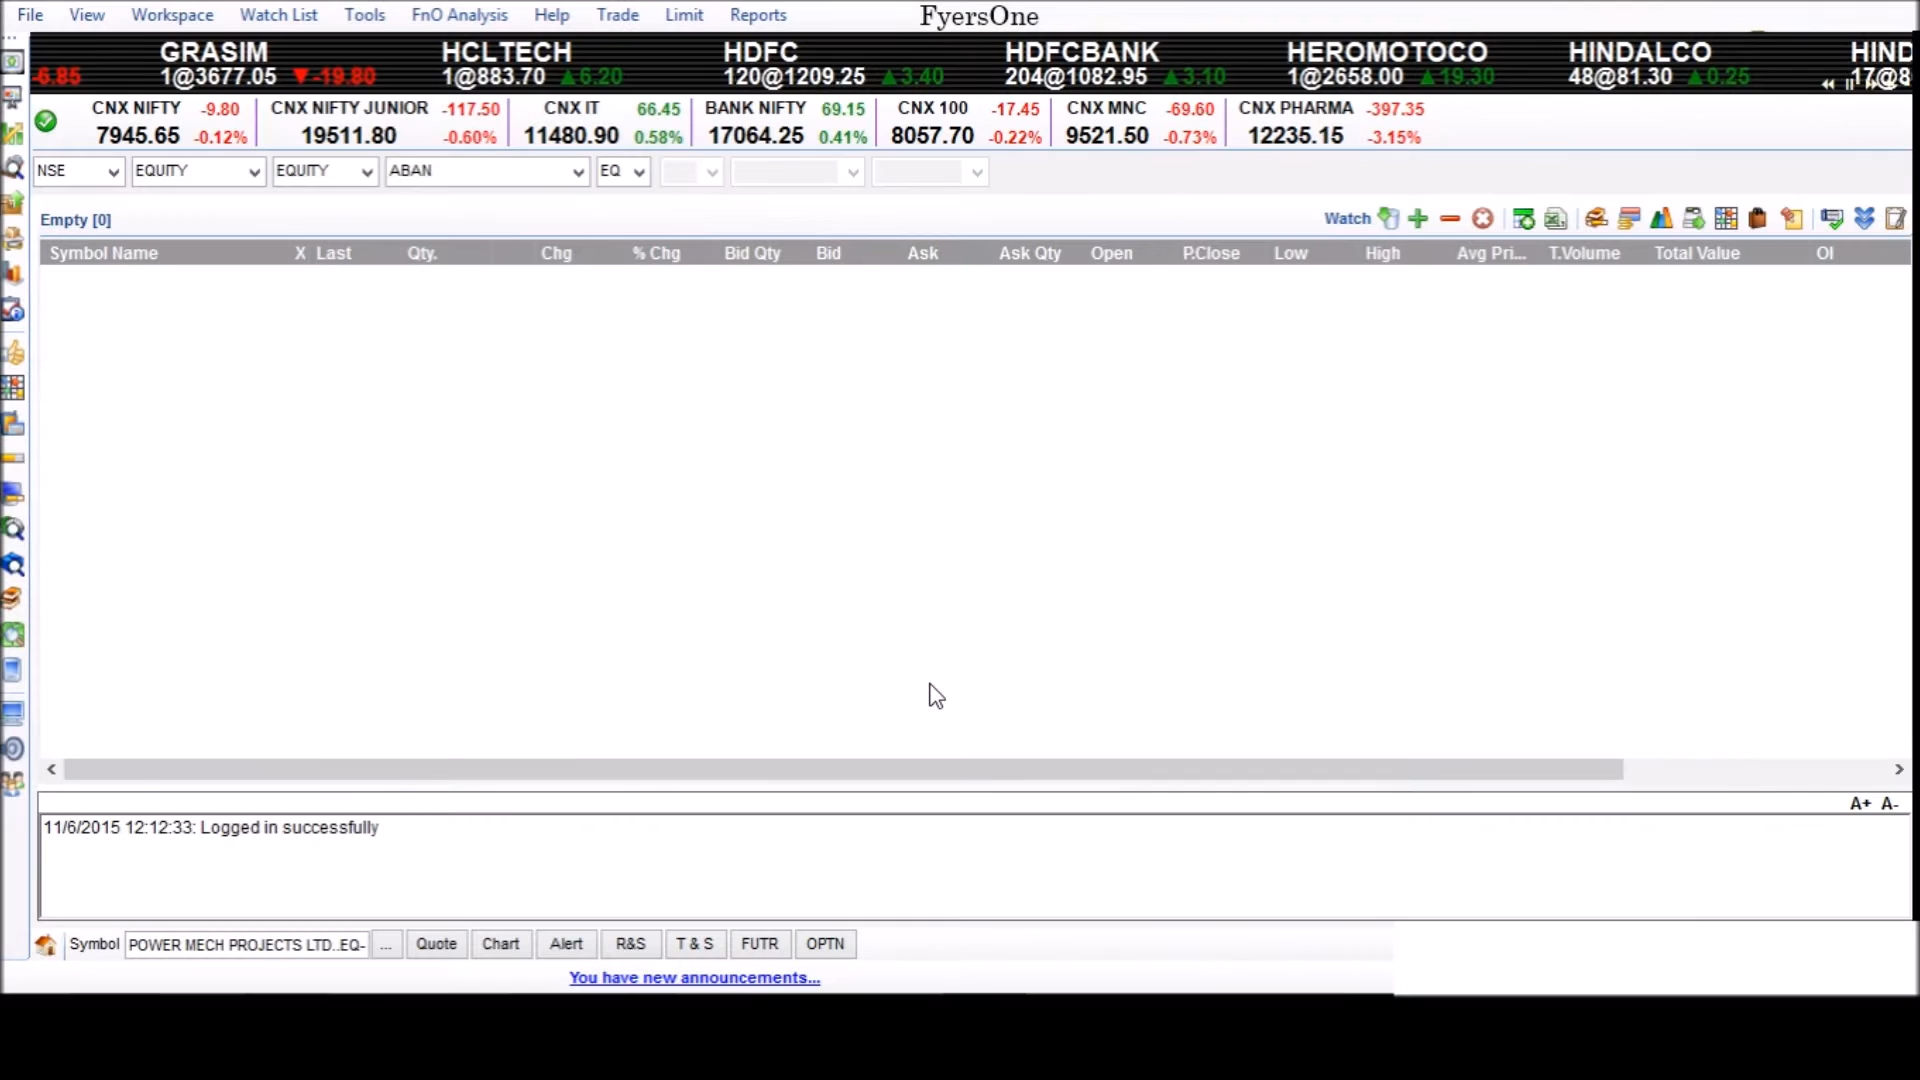 File View Workspace Watch List Tools FnO Analysis Help Trade Limit Reports FyersOne
GRASIM HCLTECH HDFC HDFCBANK HEROMOTOCO HINDALCO HIND
-6.85 1@3677.05 ▼-19.80 1@883.70 ▲6.20 120@1209.25 ▲3.40 204@1082.95 ▲3.10 1@2658.00 ▲19.30 48@81.30 ▲0.25 17@8
CNX NIFTY -9.80 CNX NIFTY JUNIOR -117.50 CNX IT 66.45 BANK NIFTY 69.15 CNX 100 -17.45 CNX MNC -69.60 CNX PHARMA -397.35
7945.65 -0.12% 19511.80 -0.60% 11480.90 0.58% 17064.25 0.41% 8057.70 -0.22% 9521.50 -0.73% 12235.15 -3.15%
NSE EQUITY EQUITY ABAN EQ
Empty [0] Watch
Symbol Name X Last Qty. Chg % Chg Bid Qty Bid Ask Ask Qty Open P.Close Low High Avg Pri... T.Volume Total Value OI
A+ A-
11/6/2015 12:12:33: Logged in successfully
Symbol POWER MECH PROJECTS LTD..EQ- ... Quote Chart Alert R&S T & S FUTR OPTN
You have new announcements...